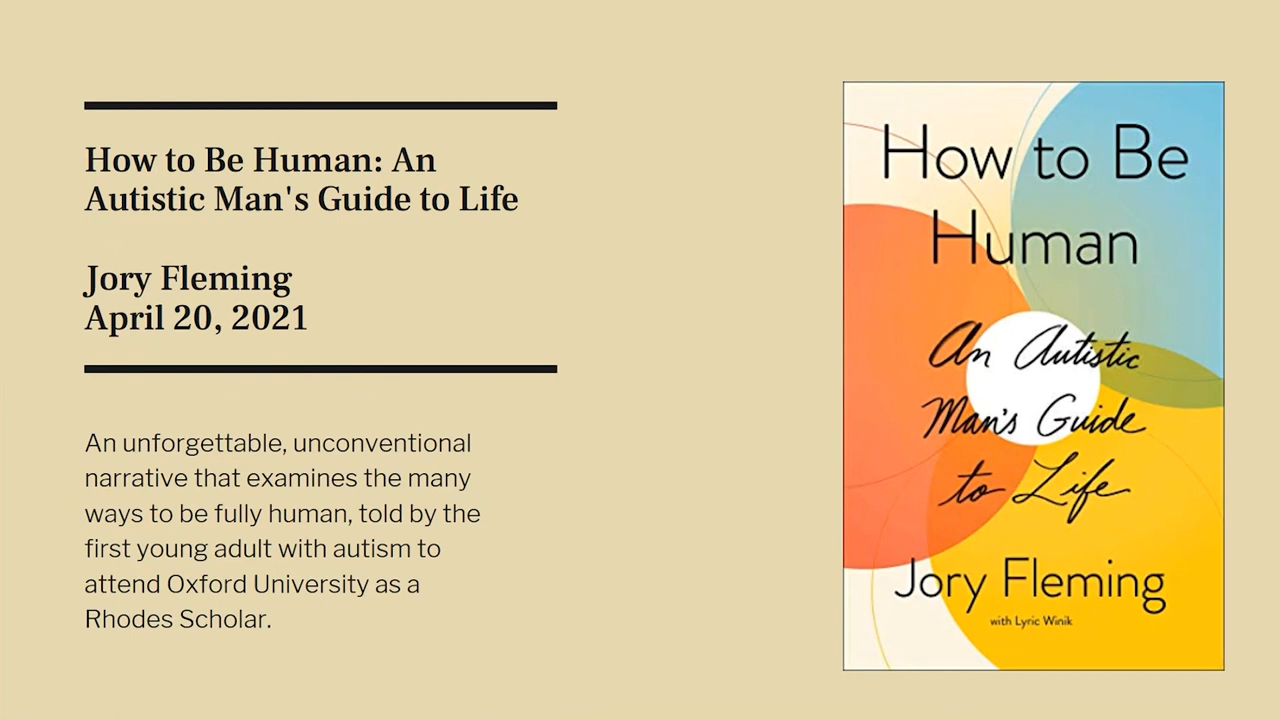 How to Be Human: An
Autistic Man's Guide to Life
Jory Fleming
April 20, 2021
An unforgettable, unconventional
narrative that examines the many
ways to be fully human, told by the
first young adult with autism to
attend Oxford University as a
Rhodes Scholar.
How to Be
Human
An Autistic
Man's Guide
to Life
Jory Fleming
with Lyric Winik